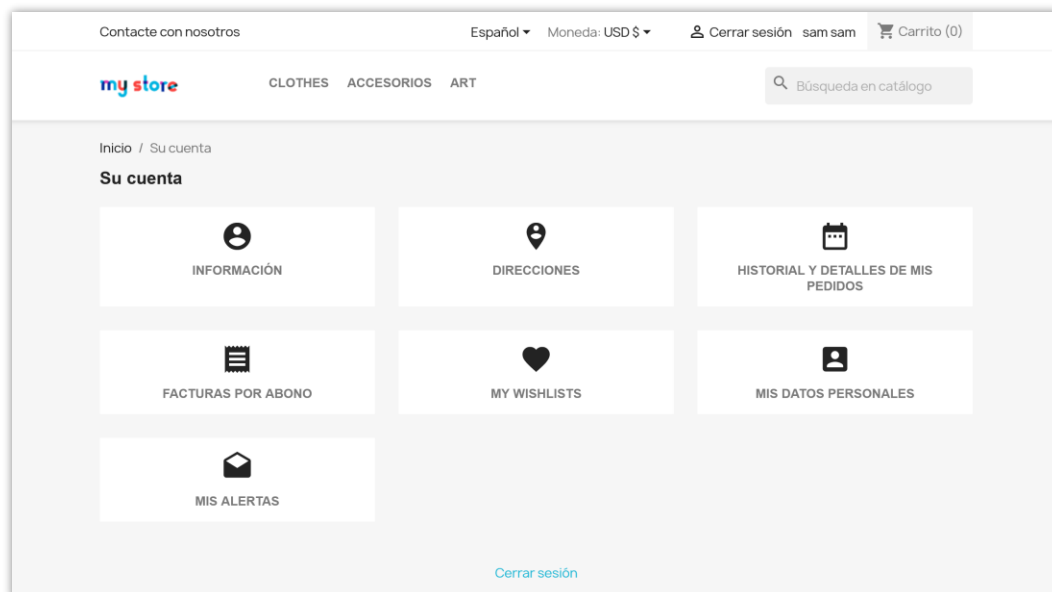 Contacte con nosotros Español Moneda: USD $ Cerrar sesión sam sam Carrito (0)
my store CLOTHES ACCESORIOS ART Búsqueda en catálogo
Inicio / Su cuenta
Su cuenta
INFORMACIÓN
DIRECCIONES
HISTORIAL Y DETALLES DE MIS
PEDIDOS
FACTURAS POR ABONO
MY WISHLISTS
MIS DATOS PERSONALES
MIS ALERTAS
Cerrar sesión